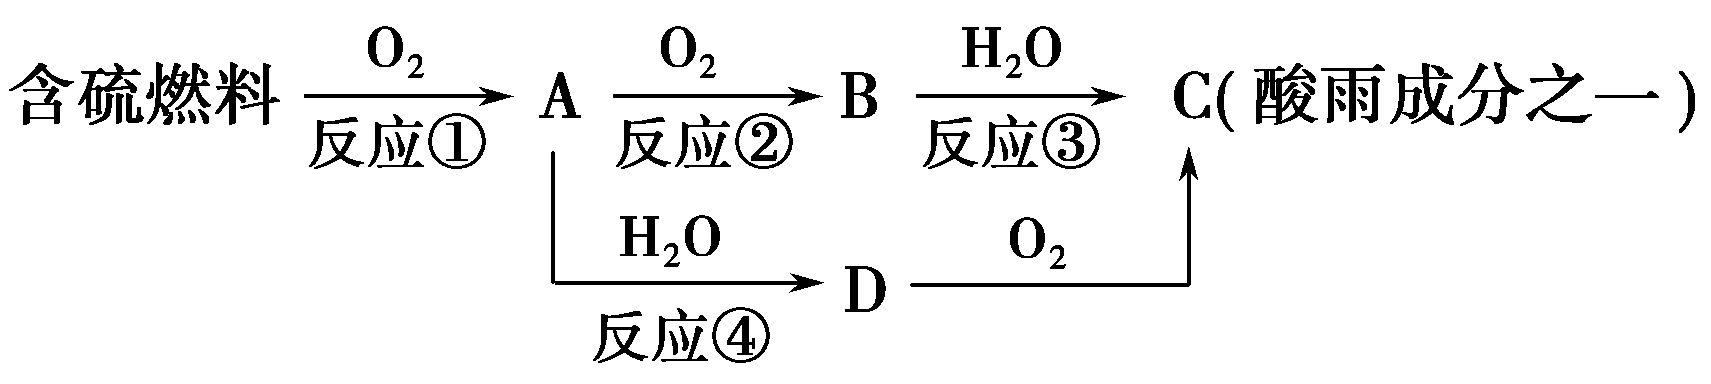 O₂ O₂ H₂O
含硫燃料 A B C(酸雨成分之一)
反应① 反应② 反应③
H₂O O₂
D
反应④